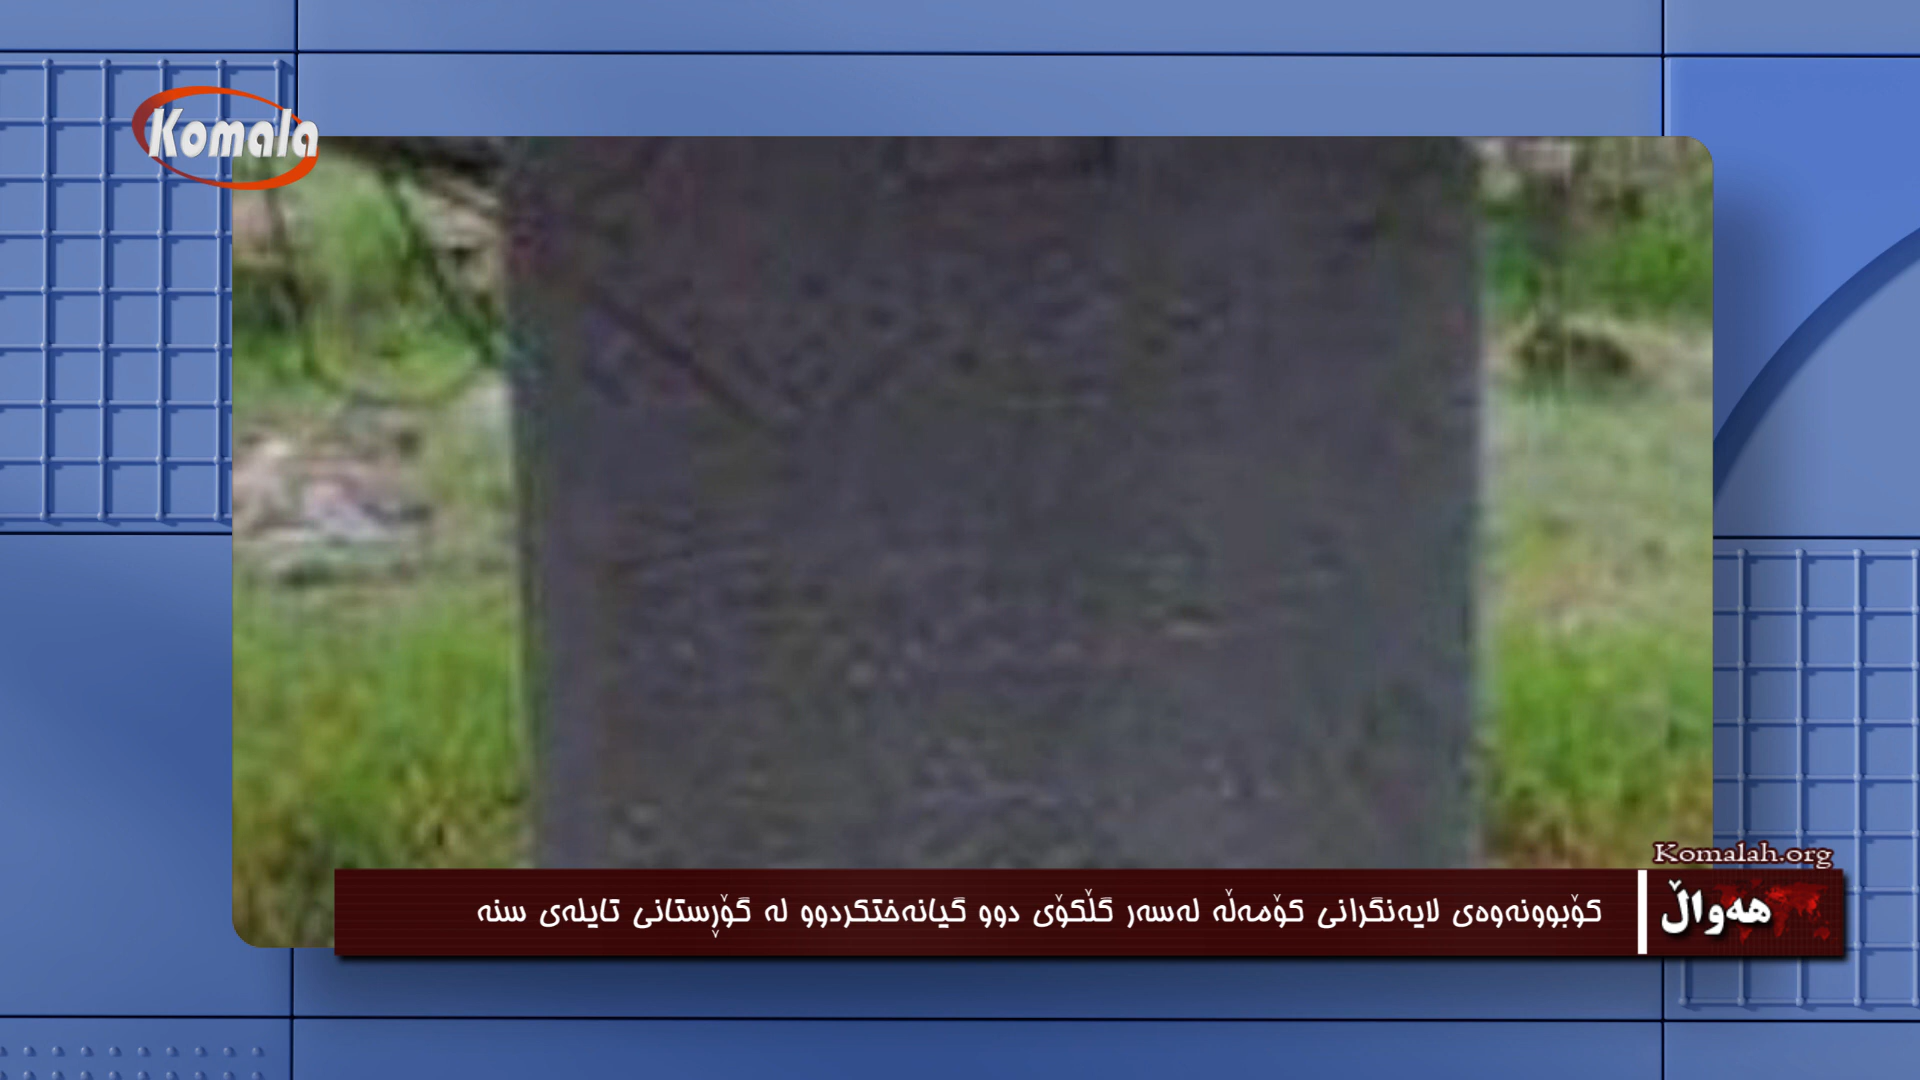 Komala
Komalah.org
هەواڵ
کۆبوونەوەی لایەنگرانی کۆمەڵە لەسەر گڵکۆی دوو گیانەختکردوو لە گۆڕستانی تایلەی سنە